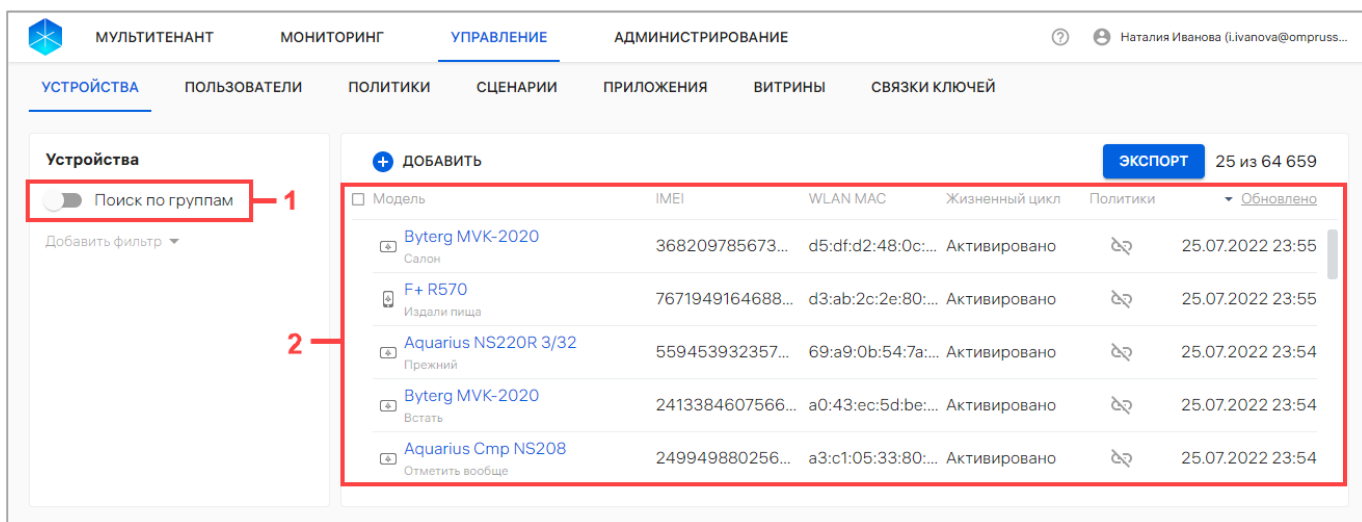 МУЛЬТИТЕНАНТ МОНИТОРИНГ УПРАВЛЕНИЕ АДМИНИСТРИРОВАНИЕ ? Наталия Иванова (i.ivanova@ompruss...
УСТРОЙСТВА ПОЛЬЗОВАТЕЛИ ПОЛИТИКИ СЦЕНАРИИ ПРИЛОЖЕНИЯ ВИТРИНЫ СВЯЗКИ КЛЮЧЕЙ
Устройства
Поиск по группам
1
Добавить фильтр
ДОБАВИТЬ ЭКСПОРТ 25 из 64 659
Модель IMEI WLAN MAC Жизненный цикл Политики Обновлено
Byterg MVK-2020 368209785673... d5:df:d2:48:0c:... Активировано 25.07.2022 23:55
Салон
F+ R570 7671949164688... d3:ab:2c:2e:80:... Активировано 25.07.2022 23:55
Издали пища
2
Aquarius NS220R 3/32 559453932357... 69:a9:0b:54:7a:... Активировано 25.07.2022 23:54
Прежний
Byterg MVK-2020 2413384607566... a0:43:ec:5d:be:... Активировано 25.07.2022 23:54
Встать
Aquarius Cmp NS208 249949880256... a3:c1:05:33:80:... Активировано 25.07.2022 23:54
Отметить вообще